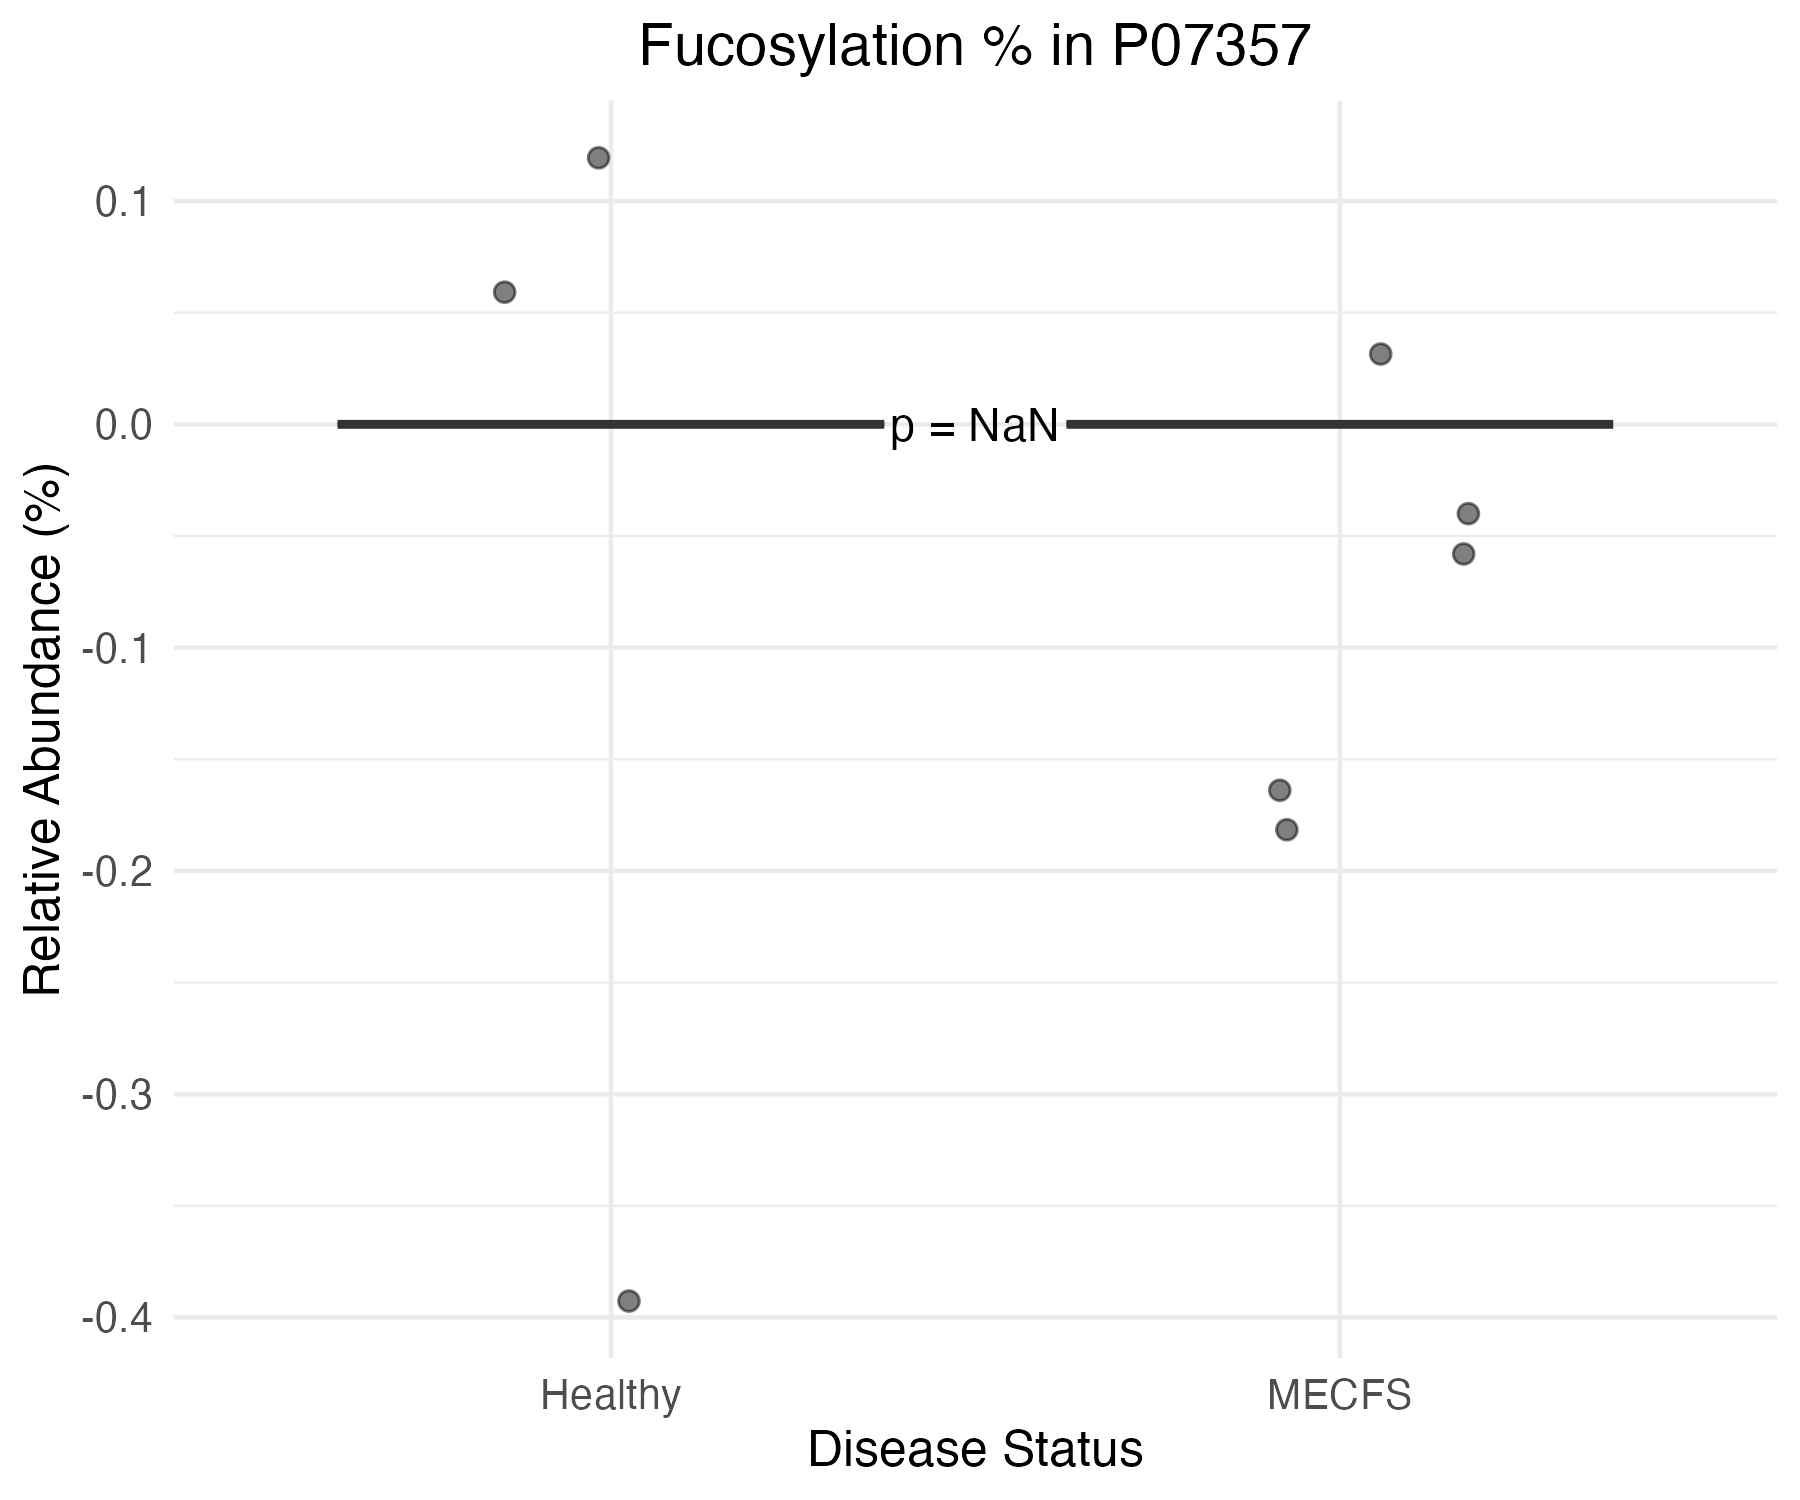 Fucosylation % in P07357
0.1
0.0
-0.1
-0.2
-0.3
-0.4
Relative Abundance (%)
p = NaN
Healthy
MECFS
Disease Status